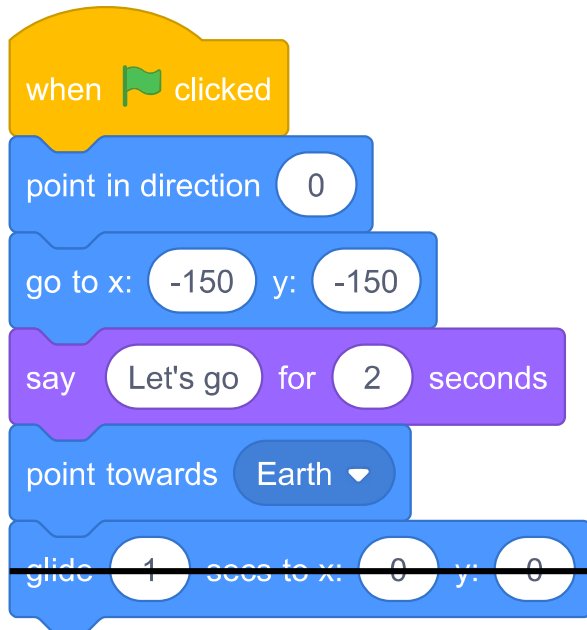 when clicked
point in direction 0
go to x: -150 y: -150
say Let's go for 2 seconds
point towards Earth
glide 1 secs to x: 0 y: 0